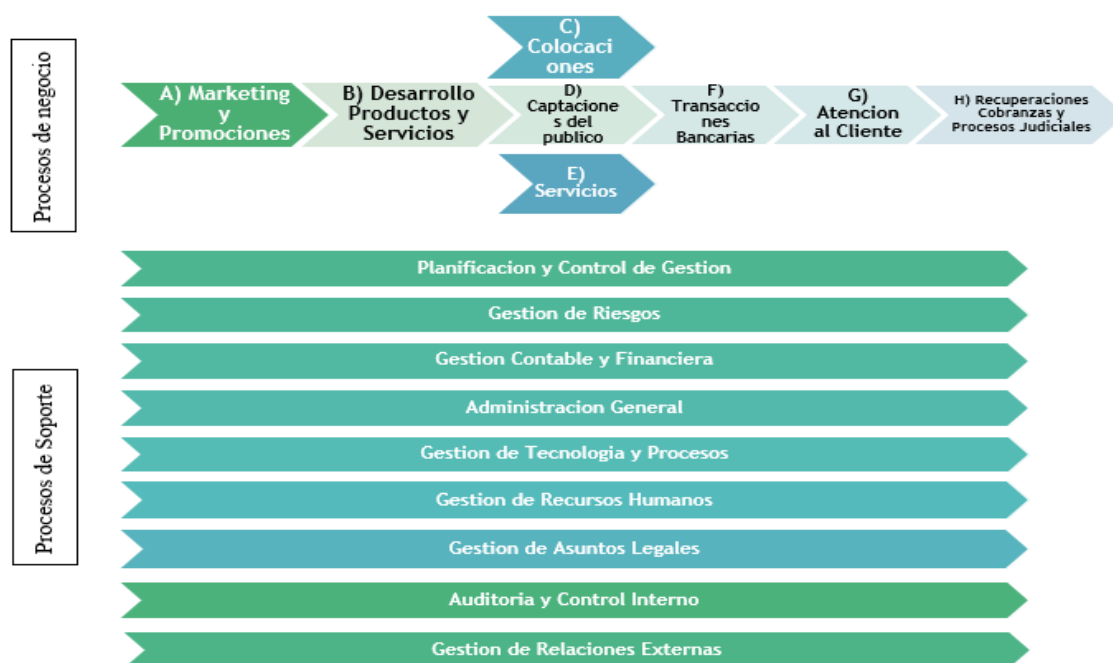 Procesos de negocio
C)
Colocaci
ones
A) Marketing
y
Promociones
B) Desarrollo
Productos y
Servicios
D)
Captacione
s del
publico
F)
Transaccio
nes
Bancarias
G)
Atencion
al Cliente
H) Recuperaciones
Cobranzas y
Procesos Judiciales
E)
Servicios
Procesos de Soporte
Planificacion y Control de Gestion
Gestion de Riesgos
Gestion Contable y Financiera
Administracion General
Gestion de Tecnologia y Procesos
Gestion de Recursos Humanos
Gestion de Asuntos Legales
Auditoria y Control Interno
Gestion de Relaciones Externas